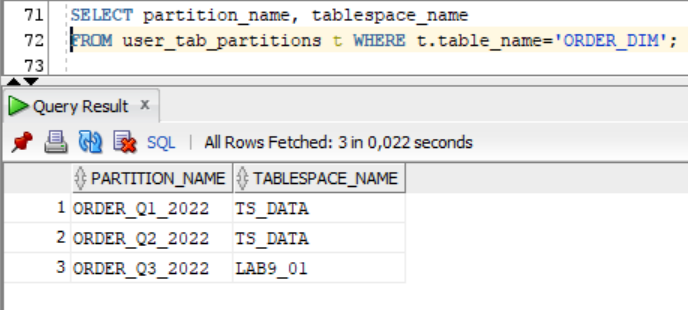 71 SELECT partition_name, tablespace_name
72 FROM user_tab_partitions t WHERE t.table_name='ORDER_DIM';
73
Query Result x
SQL | All Rows Fetched: 3 in 0,022 seconds
PARTITION_NAME TABLESPACE_NAME
1 ORDER_Q1_2022 TS_DATA
2 ORDER_Q2_2022 TS_DATA
3 ORDER_Q3_2022 LAB9_01